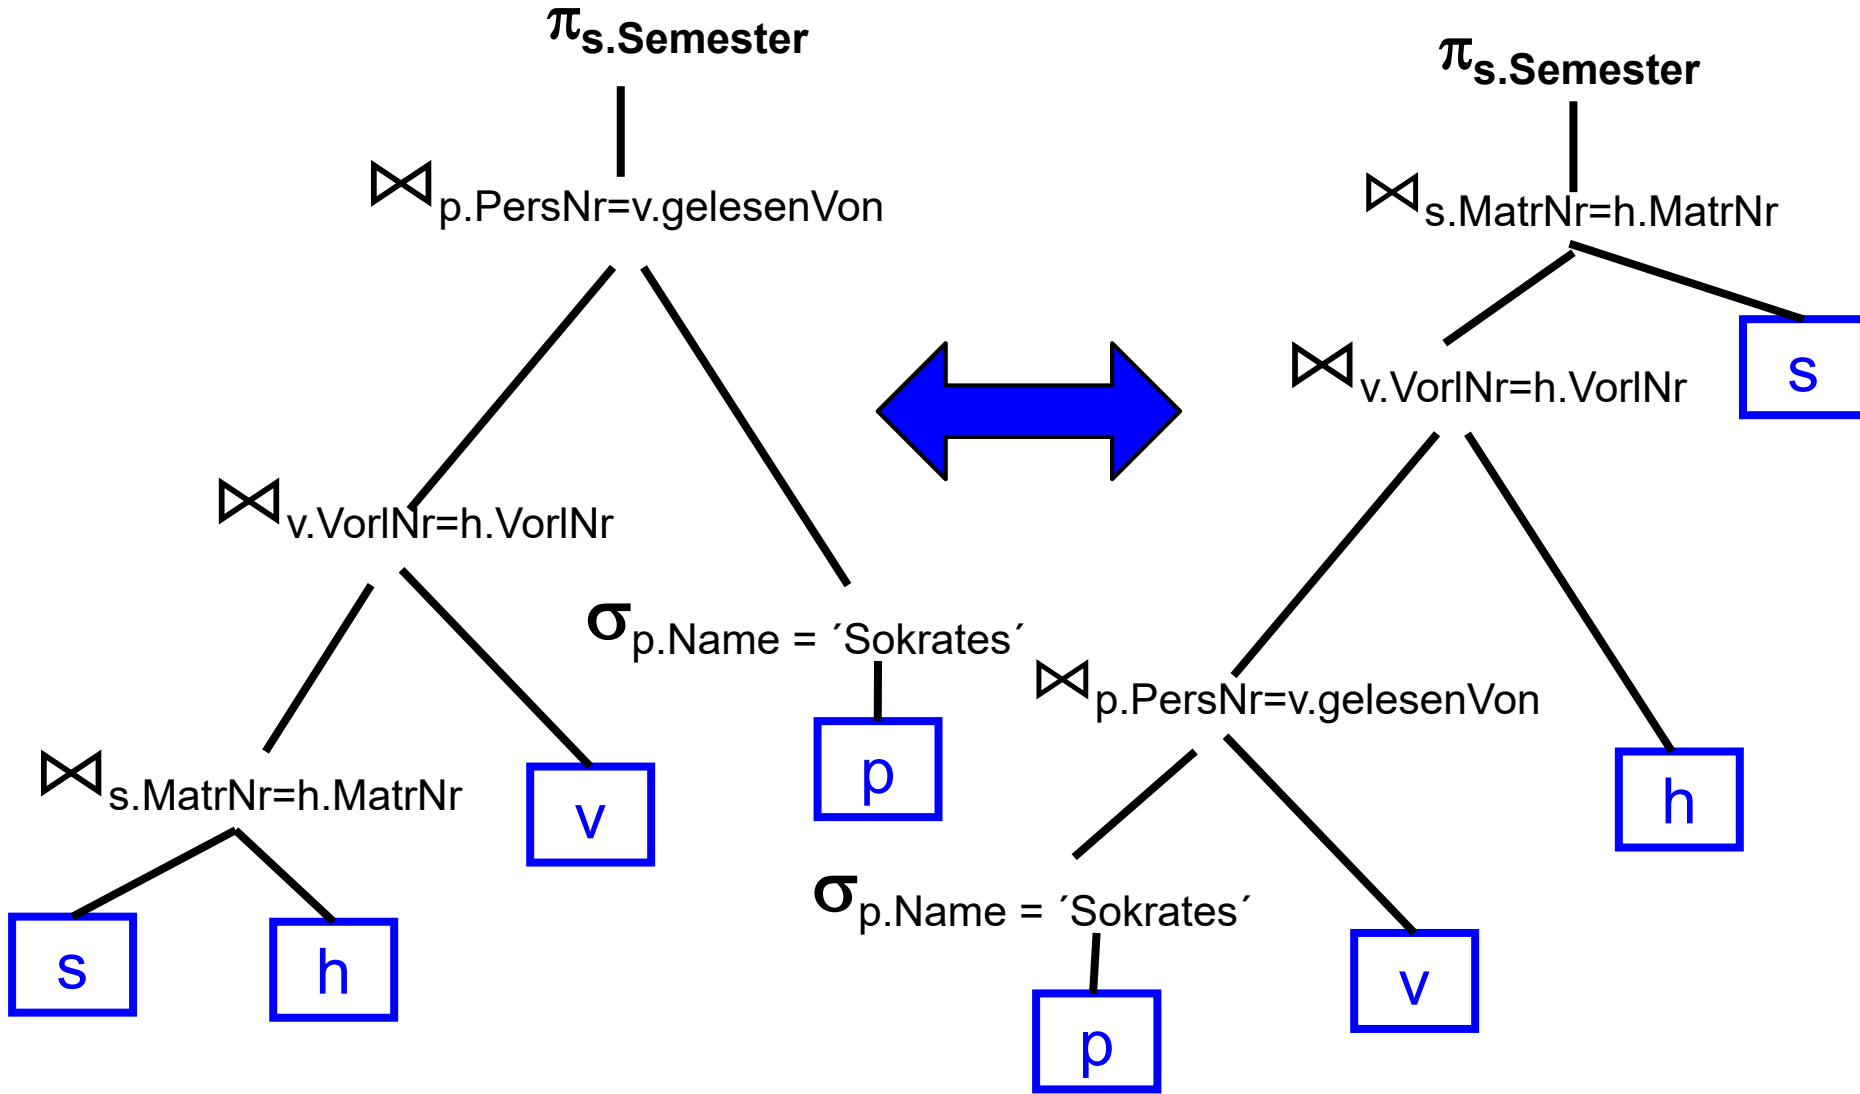 πs.Semester
⋈p.PersNr=v.gelesenVon
⋈v.VorlNr=h.VorlNr
σp.Name = ´Sokrates´
p
⋈s.MatrNr=h.MatrNr
v
s
h
πs.Semester
⋈s.MatrNr=h.MatrNr
s
⋈v.VorlNr=h.VorlNr
⋈p.PersNr=v.gelesenVon
h
σp.Name = ´Sokrates´
v
p